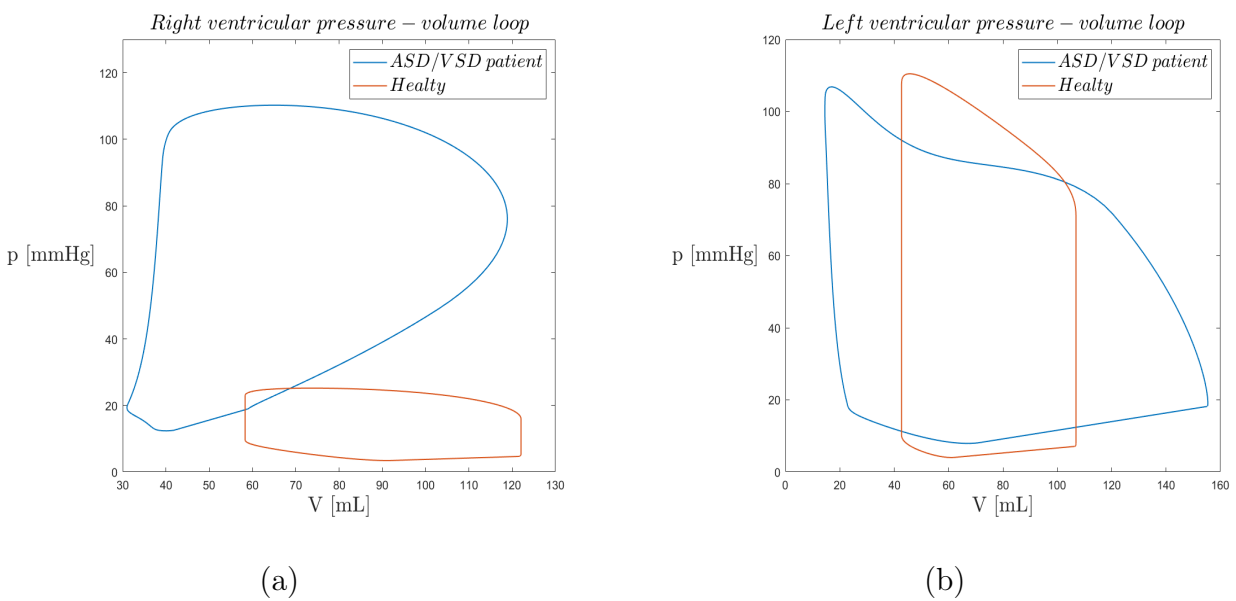 Right ventricular pressure − volume loop
ASD/VSD patient
Healty
120
100
80
60
40
20
0
p [mmHg]
30 40 50 60 70 80 90 100 110 120 130
V [mL]
(a)
Left ventricular pressure − volume loop
ASD/VSD patient
Healty
120
100
80
60
40
20
0
p [mmHg]
0 20 40 60 80 100 120 140 160
V [mL]
(b)